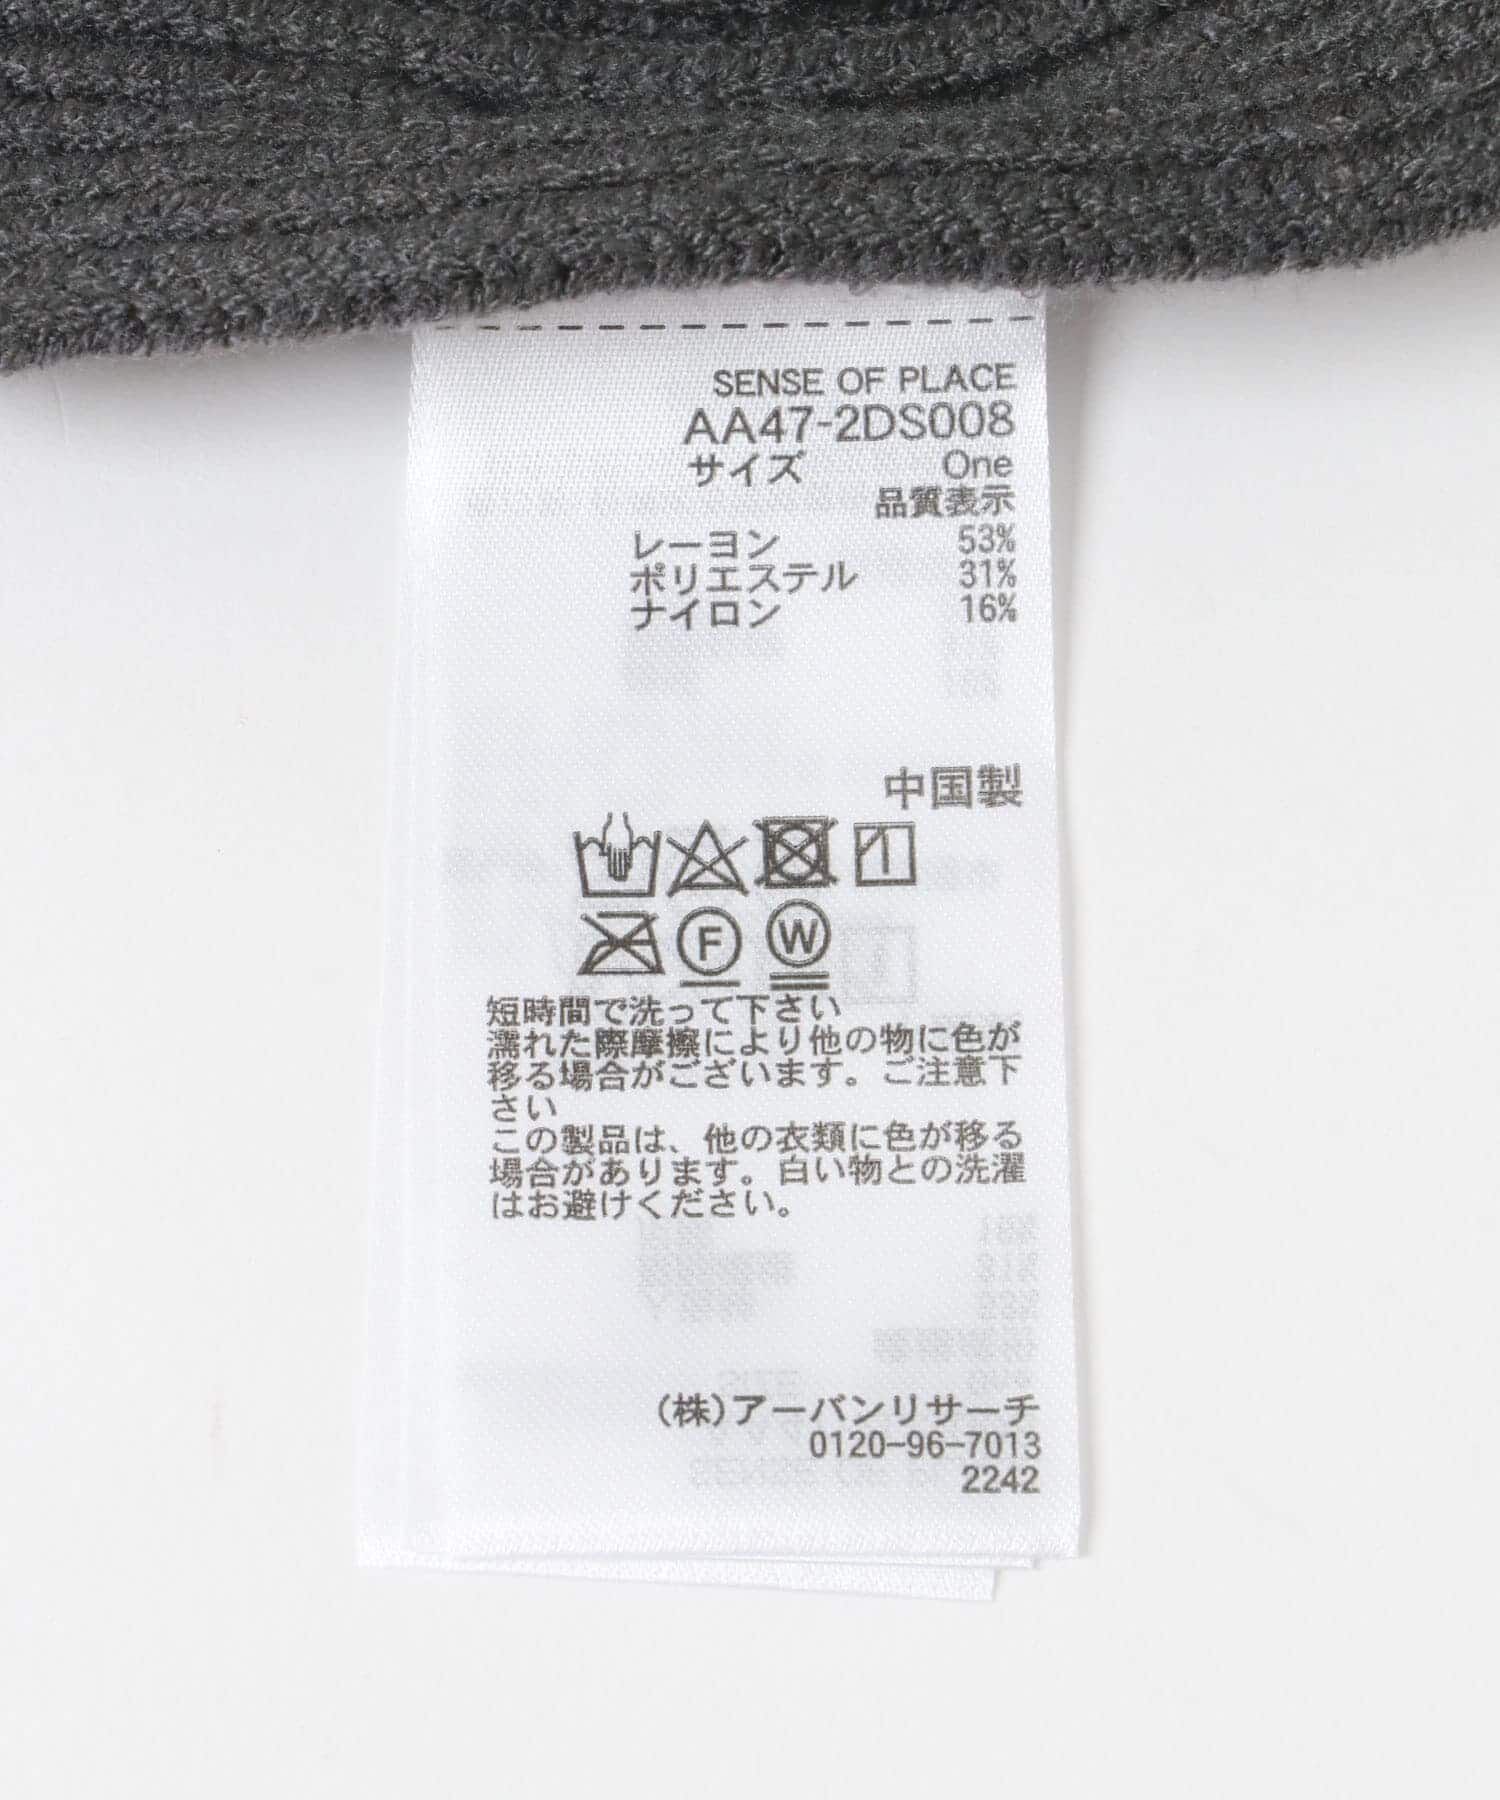 SENSE OF PLACE
AA47-2DS008
サイズ One
品質表示
レーヨン 53%
ポリエステル 31%
ナイロン 16%
中国製
F W
短時間で洗って下さい
濡れた際摩擦により他の物に色が
移る場合がございます。ご注意下
さい
この製品は、他の衣類に色が移る
場合があります。白い物との洗濯
はお避けください。
(株)アーバンリサーチ
0120-96-7013
2242